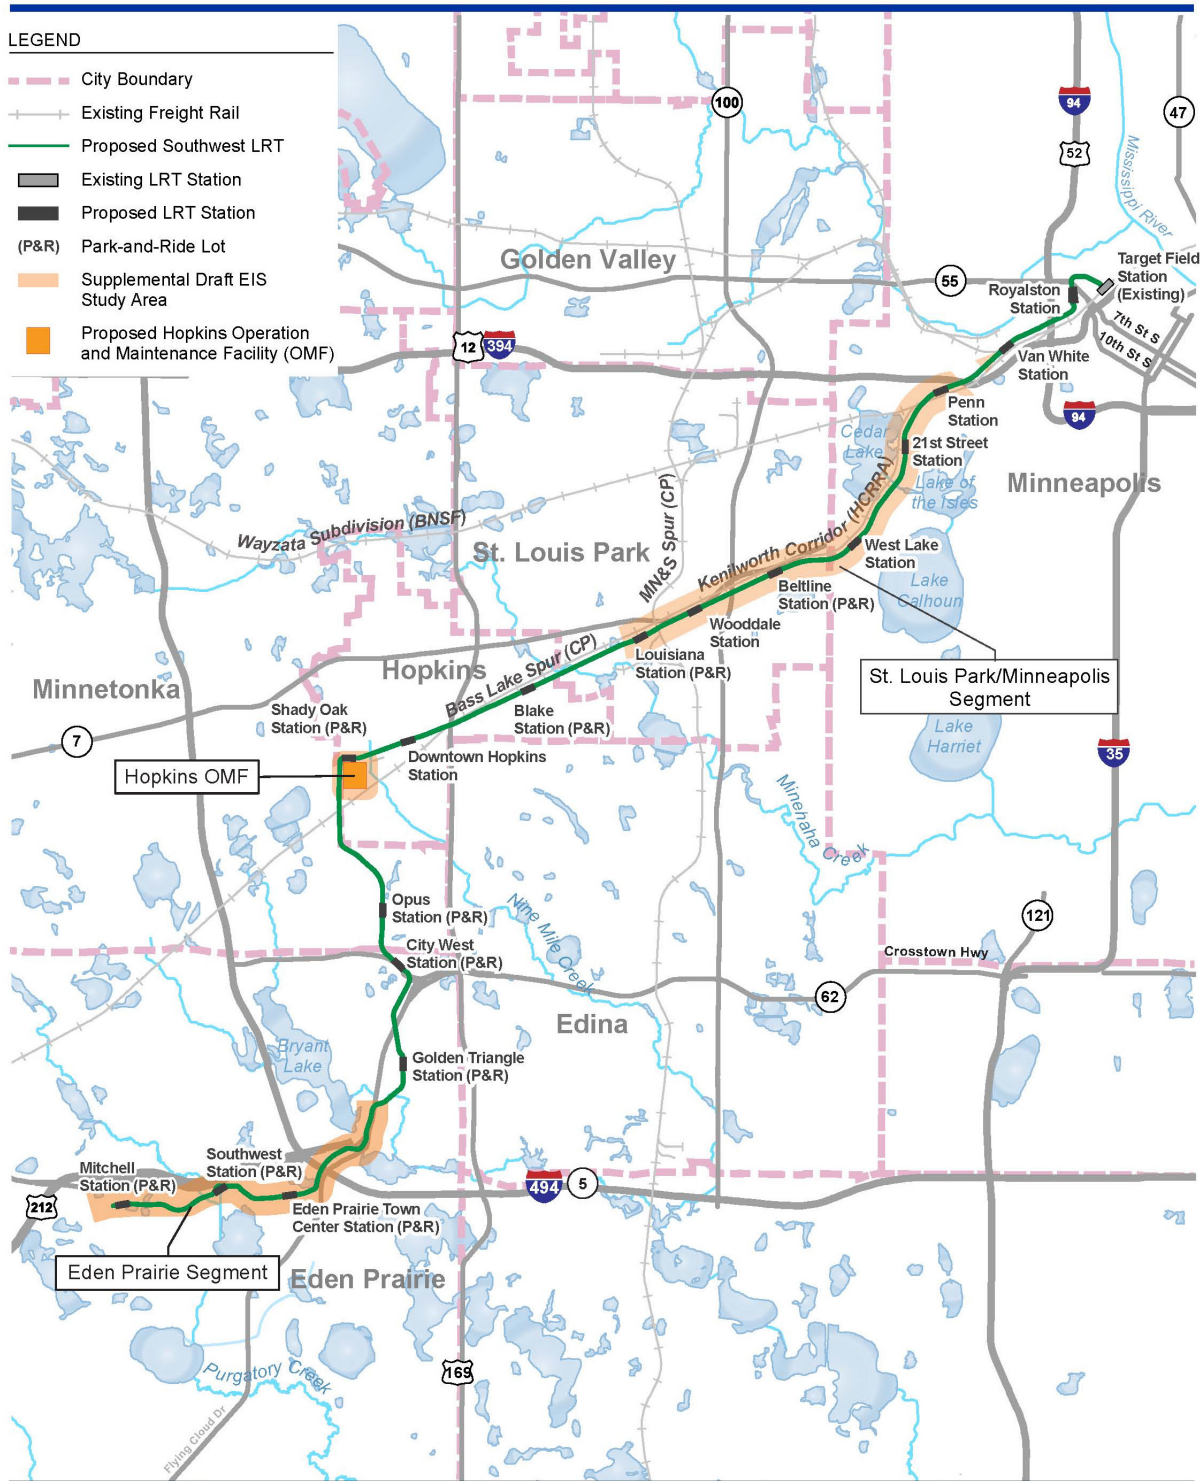 LEGEND
City Boundary
Existing Freight Rail
Proposed Southwest LRT
Existing LRT Station
Proposed LRT Station
(P&R) Park-and-Ride Lot
Supplemental Draft EIS
Study Area
Proposed Hopkins Operation
and Maintenance Facility (OMF)
100
94
47
52
Mississippi River
Golden Valley
55
Target Field
Station
(Existing)
Royalston
Station
7th St S
10th St S
12
394
Van White
Station
Penn
Station
94
Cedar
Lake
21st Street
Station
Lake of
the Isles
Minneapolis
Wayzata Subdivision (BNSF)
St. Louis Park
MN&S Spur (CP)
Kenilworth Corridor (HCRRA)
West Lake
Station
Beltline
Station (P&R)
Lake
Calhoun
Wooddale
Station
Louisiana
Station (P&R)
St. Louis Park/Minneapolis
Segment
Hopkins
Bass Lake Spur (CP)
Minnetonka
Shady Oak
Station (P&R)
Blake
Station (P&R)
7
Lake
Harriet
35
Downtown Hopkins
Station
Hopkins OMF
Minehaha Creek
Opus
Station (P&R)
Nine Mile Creek
121
City West
Station (P&R)
Crosstown Hwy
62
Edina
Bryant
Lake
Golden Triangle
Station (P&R)
Southwest
Station (P&R)
Mitchell
Station (P&R)
494
5
212
Eden Prairie Town
Center Station (P&R)
Eden Prairie Segment
Eden Prairie
169
Purgatory Creek
Flying Cloud Dr